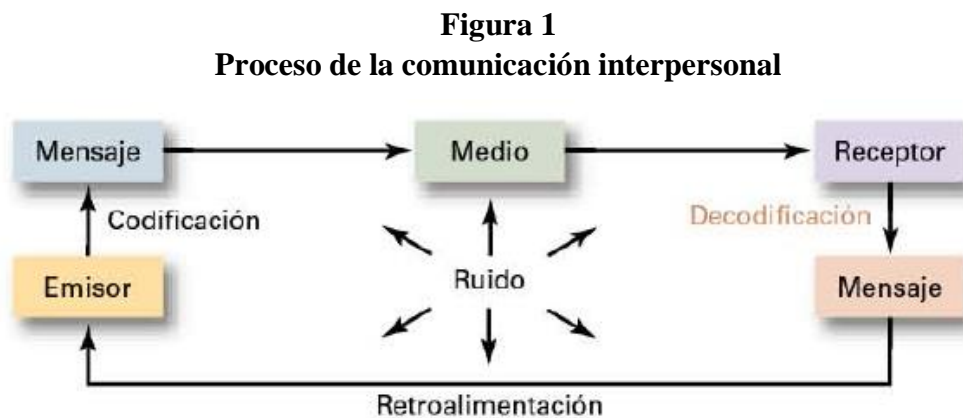 Figura 1
Proceso de la comunicación interpersonal
Mensaje
Medio
Receptor
Codificación
Decodificación
Emisor
Ruido
Mensaje
Retroalimentación